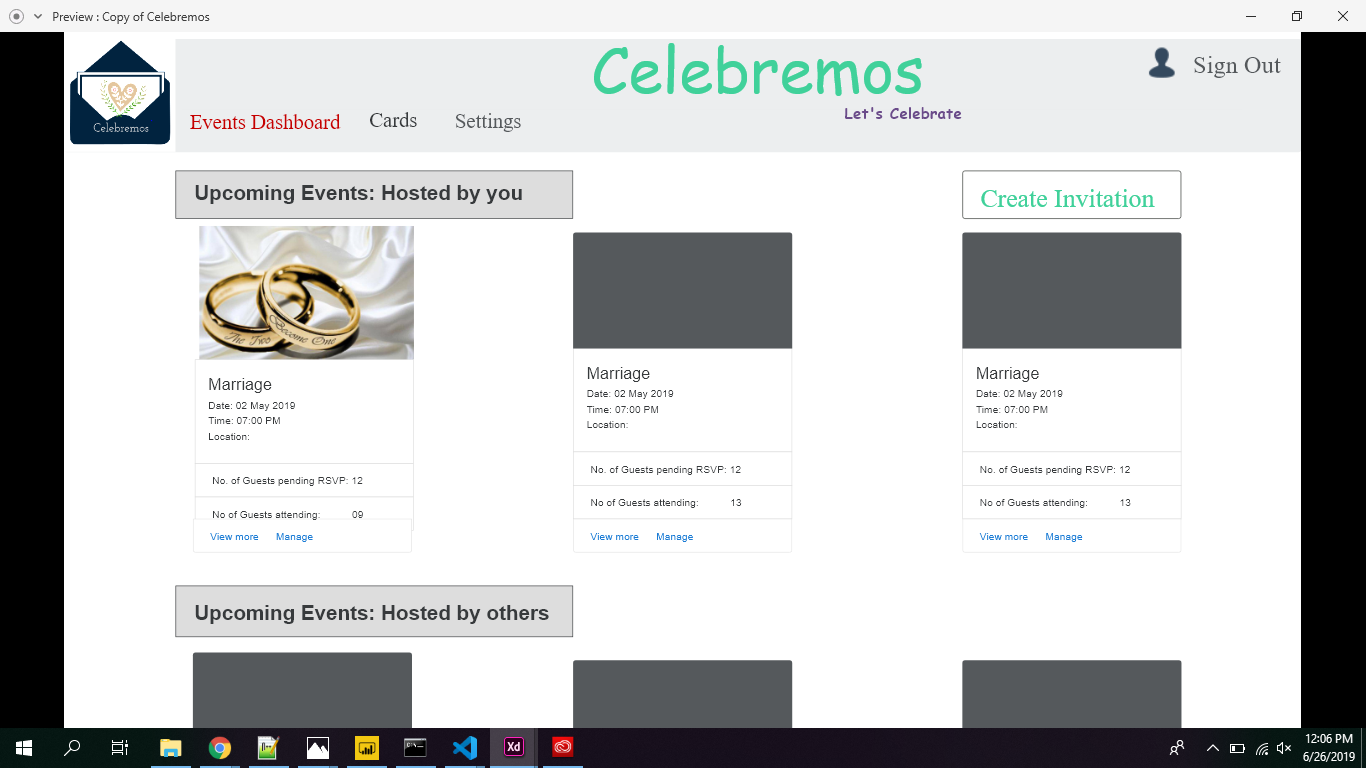 Preview : Copy of Celebremos
Celebremos
Celebremos
Let's Celebrate
Sign Out
Events Dashboard
Cards
Settings
Upcoming Events: Hosted by you
Create Invitation
The Two Become One
Marriage
Date: 02 May 2019
Time: 07:00 PM
Location:
No. of Guests pending RSVP: 12
No of Guests attending: 09
View more Manage
Marriage
Date: 02 May 2019
Time: 07:00 PM
Location:
No. of Guests pending RSVP: 12
No of Guests attending: 13
View more Manage
Marriage
Date: 02 May 2019
Time: 07:00 PM
Location:
No. of Guests pending RSVP: 12
No of Guests attending: 13
View more Manage
Upcoming Events: Hosted by others
Xd
12:06 PM
6/26/2019